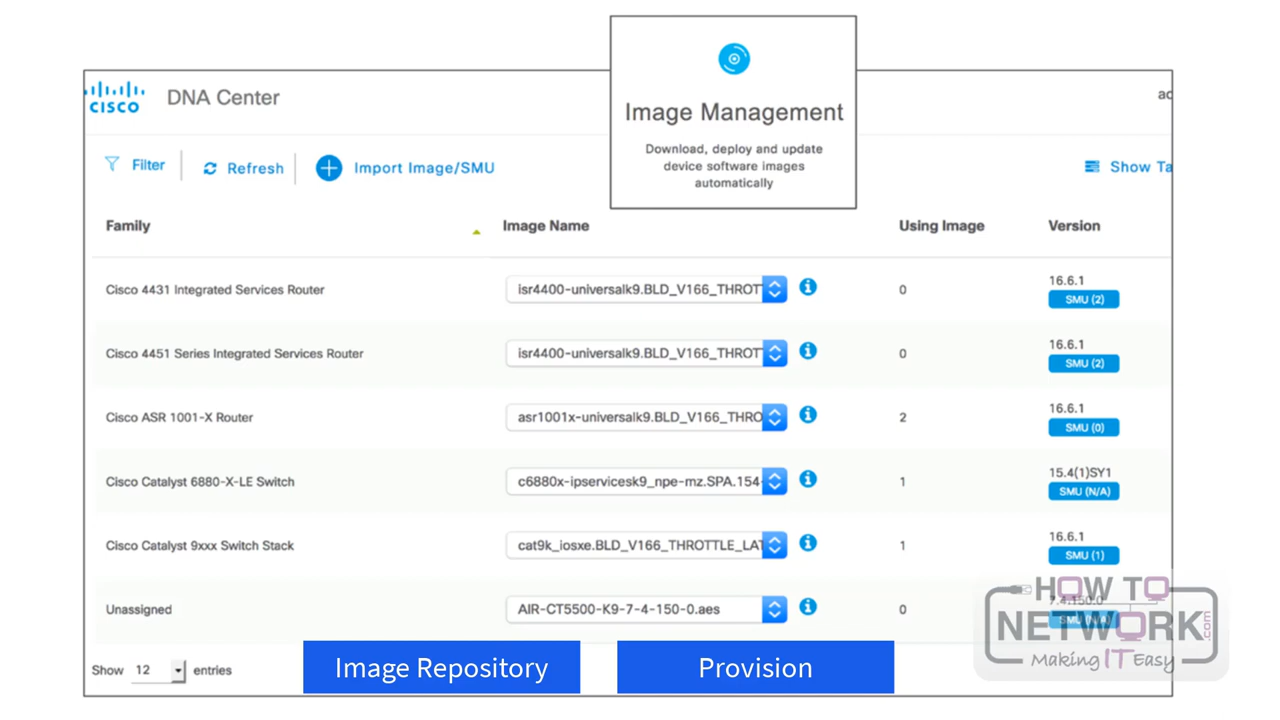 Image Management
Download, deploy and update
device software images
automatically
CISCO
DNA Center
Filter
Refresh
Import Image/SMU
Show Ta
Family
Image Name
Using Image
Version
Cisco 4431 Integrated Services Router
isr4400-universalk9.BLD_V166_THROT
0
16.6.1
SMU (2)
Cisco 4451 Series Integrated Services Router
isr4400-universalk9.BLD_V166_THROT
0
16.6.1
SMU (2)
Cisco ASR 1001-X Router
asr1001x-universalk9.BLD_V166_THRO
2
16.6.1
SMU (0)
Cisco Catalyst 6880-X-LE Switch
c6880x-ipservicesk9_npe-mz.SPA.154-
1
15.4(1)SY1
SMU (N/A)
Cisco Catalyst 9xxx Switch Stack
cat9k_iosxe.BLD_V166_THROTTLE_LAT
1
16.6.1
SMU (1)
Unassigned
AIR-CT5500-K9-7-4-150-0.aes
0
7.4.150.0
SMU (N/A)
Show 12 entries
Image Repository
Provision
HOW TO
NETWORK.com
Making IT Easy